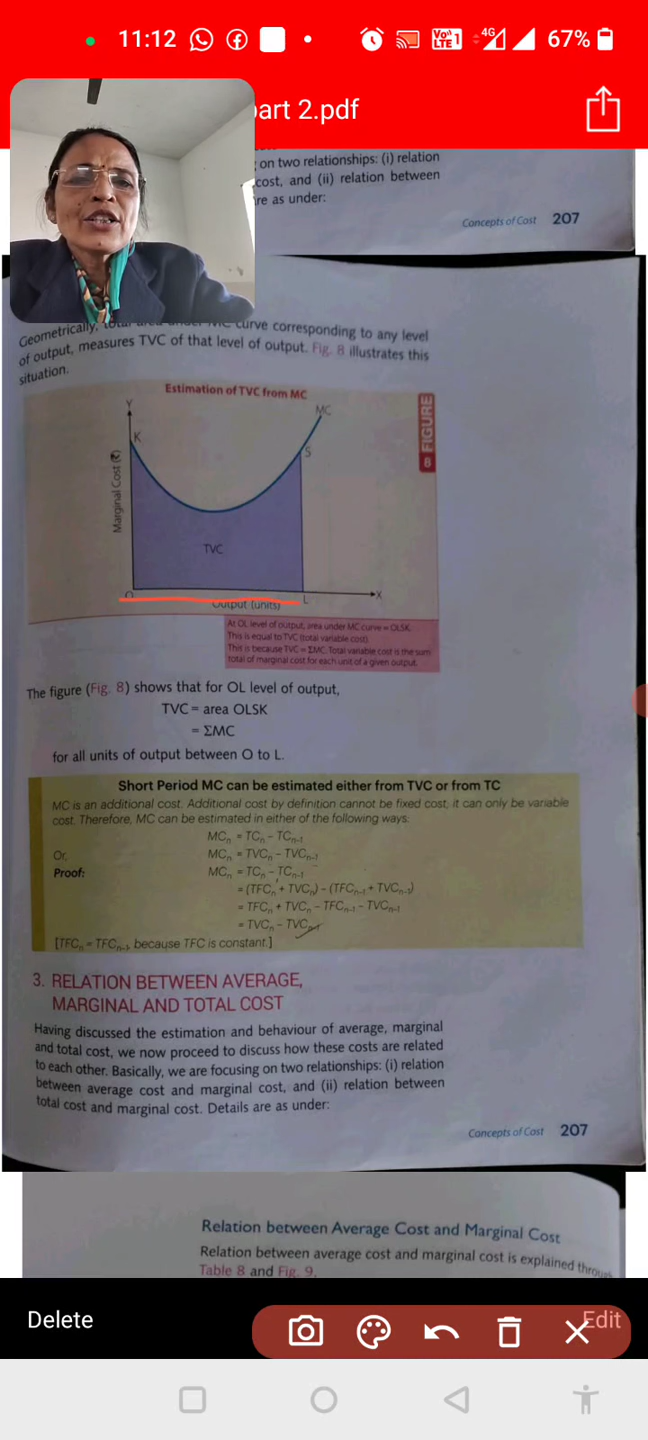 11:12
Vo)) LTE 1
4G
67%
part 2.pdf
on two relationships: (i) relation
cost, and (ii) relation between
re as under:
Concepts of Cost 207
Geometrically, total area under MC curve corresponding to any level
of output, measures TVC of that level of output. Fig. 8 illustrates this
situation.
Estimation of TVC from MC
Y
MC
K
S
FIGURE
8
Marginal Cost (₹)
TVC
O
L
X
Output (units)
At OL level of output, area under MC curve = OLSK.
This is equal to TVC (total variable cost).
This is because TVC = ΣMC. Total variable cost is the sum
total of marginal cost for each unit of a given output.
The figure (Fig. 8) shows that for OL level of output,
TVC = area OLSK
= ΣMC
for all units of output between O to L.
Short Period MC can be estimated either from TVC or from TC
MC is an additional cost. Additional cost by definition cannot be fixed cost; it can only be variable
cost. Therefore, MC can be estimated in either of the following ways:
MCn = TCn – TCn–1
Or, MCn = TVCn – TVCn–1
Proof: MCn = TCn – TCn–1
= (TFCn + TVCn) – (TFCn–1 + TVCn–1)
= TFCn + TVCn – TFCn–1 – TVCn–1
= TVCn – TVCn–1
[TFCn = TFCn–1, because TFC is constant.]
3. RELATION BETWEEN AVERAGE,
MARGINAL AND TOTAL COST
Having discussed the estimation and behaviour of average, marginal
and total cost, we now proceed to discuss how these costs are related
to each other. Basically, we are focusing on two relationships: (i) relation
between average cost and marginal cost, and (ii) relation between
total cost and marginal cost. Details are as under:
Concepts of Cost 207
Relation between Average Cost and Marginal Cost
Relation between average cost and marginal cost is explained through
Table 8 and Fig. 9.
Delete
Edit